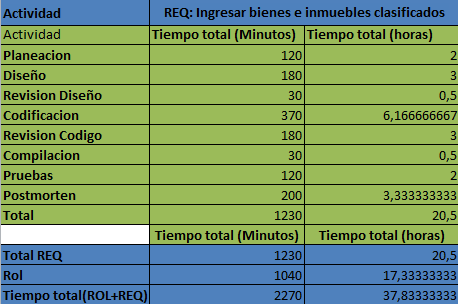 Actividad REQ: Ingresar bienes e inmuebles clasificados
Actividad Tiempo total (Minutos) Tiempo total (horas)
Planeacion 120 2
Diseño 180 3
Revision Diseño 30 0,5
Codificacion 370 6,166666667
Revision Codigo 180 3
Compilacion 30 0,5
Pruebas 120 2
Postmorten 200 3,333333333
Total 1230 20,5
Tiempo total (Minutos) Tiempo total (horas)
Total REQ 1230 20,5
Rol 1040 17,33333333
Tiempo total(ROL+REQ) 2270 37,83333333